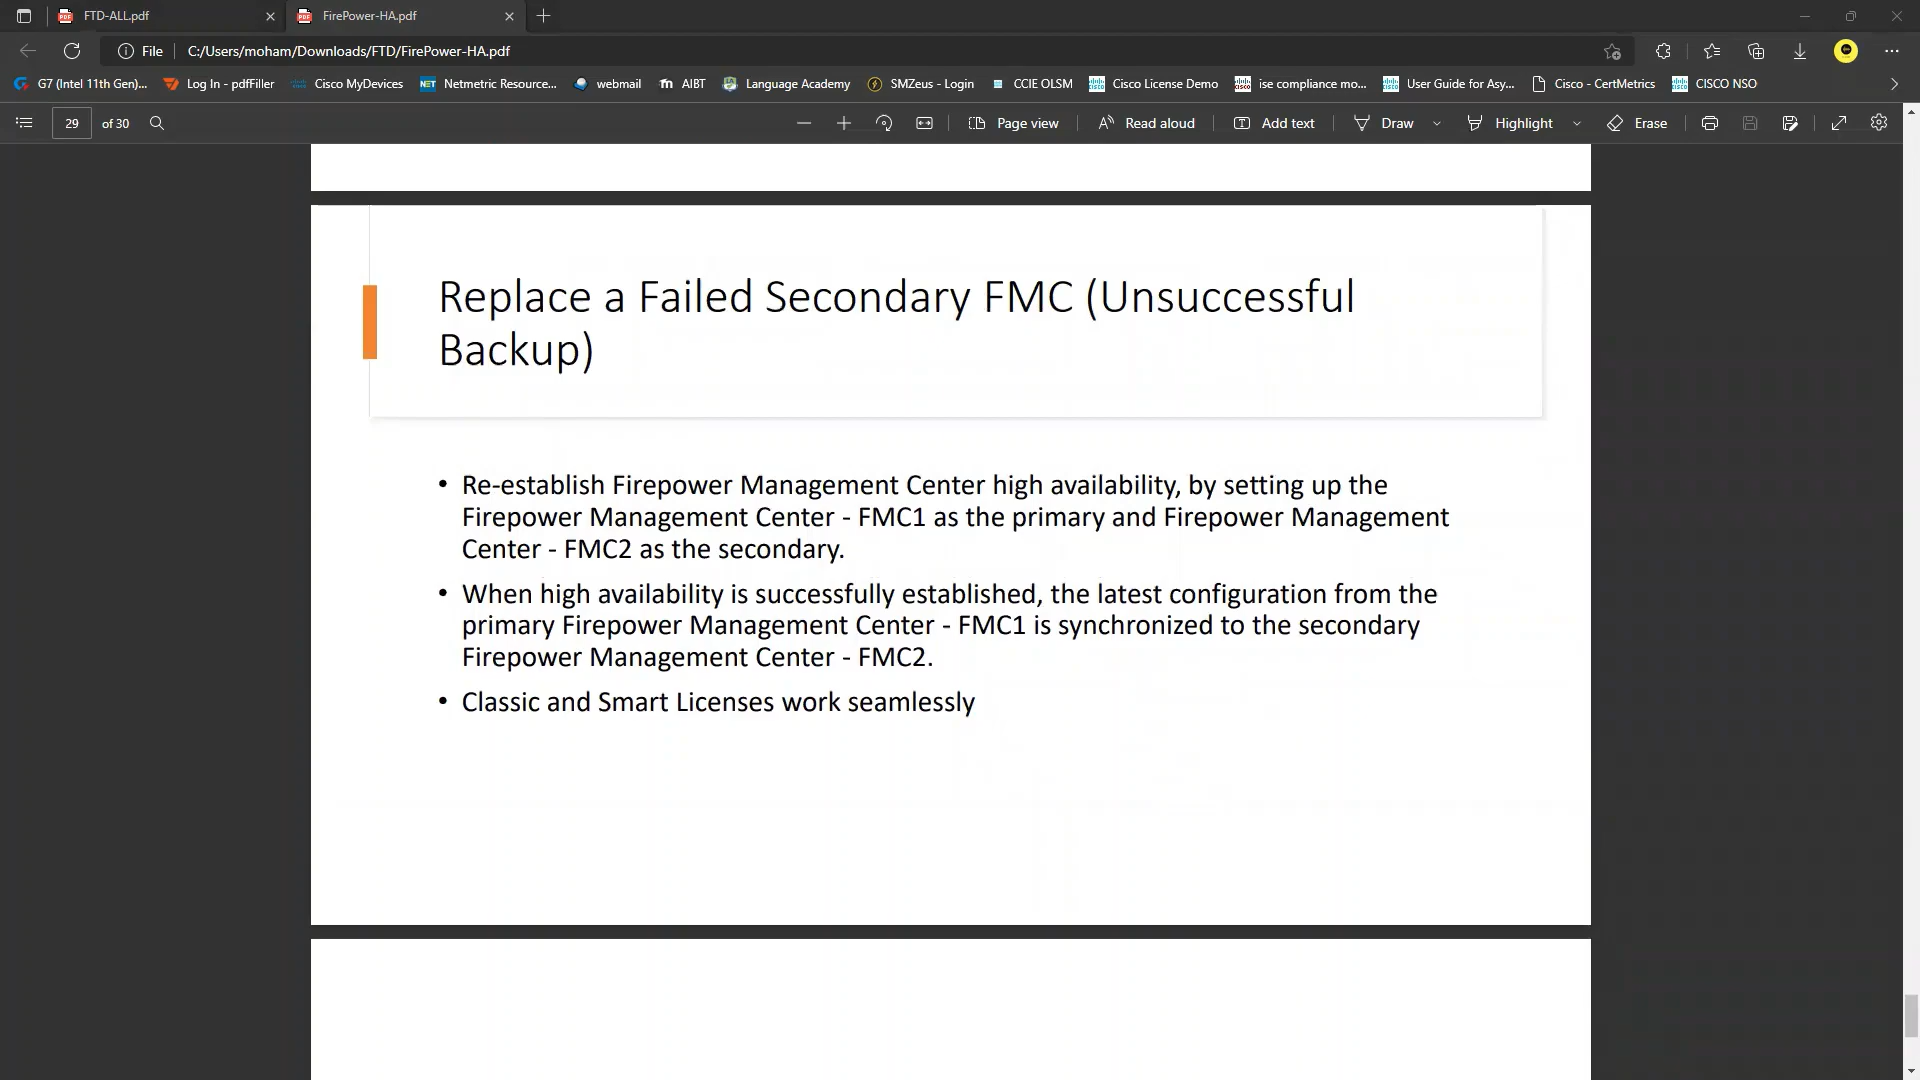 FTD-ALL.pdf
FirePower-HA.pdf
File
C:/Users/moham/Downloads/FTD/FirePower-HA.pdf
G7 (Intel 11th Gen)...
Log In - pdfFiller
Cisco MyDevices
Netmetric Resource...
webmail
AIBT
Language Academy
SMZeus - Login
CCIE OLSM
Cisco License Demo
ise compliance mo...
User Guide for Asy...
Cisco - CertMetrics
CISCO NSO
29 of 30
Page view
Read aloud
Add text
Draw
Highlight
Erase
Replace a Failed Secondary FMC (Unsuccessful
Backup)
• Re-establish Firepower Management Center high availability, by setting up the
Firepower Management Center - FMC1 as the primary and Firepower Management
Center - FMC2 as the secondary.
• When high availability is successfully established, the latest configuration from the
primary Firepower Management Center - FMC1 is synchronized to the secondary
Firepower Management Center - FMC2.
• Classic and Smart Licenses work seamlessly